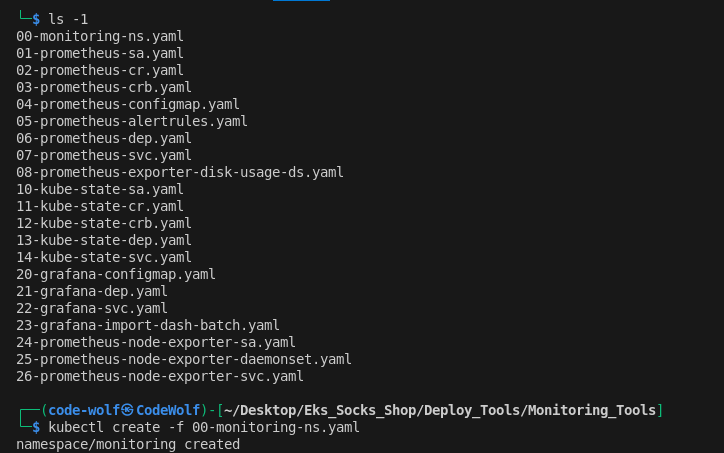 └─$ ls -1
00-monitoring-ns.yaml
01-prometheus-sa.yaml
02-prometheus-cr.yaml
03-prometheus-crb.yaml
04-prometheus-configmap.yaml
05-prometheus-alertrules.yaml
06-prometheus-dep.yaml
07-prometheus-svc.yaml
08-prometheus-exporter-disk-usage-ds.yaml
10-kube-state-sa.yaml
11-kube-state-cr.yaml
12-kube-state-crb.yaml
13-kube-state-dep.yaml
14-kube-state-svc.yaml
20-grafana-configmap.yaml
21-grafana-dep.yaml
22-grafana-svc.yaml
23-grafana-import-dash-batch.yaml
24-prometheus-node-exporter-sa.yaml
25-prometheus-node-exporter-daemonset.yaml
26-prometheus-node-exporter-svc.yaml
┌──(code-wolf㉿CodeWolf)-[~/Desktop/Eks_Socks_Shop/Deploy_Tools/Monitoring_Tools]
└─$ kubectl create -f 00-monitoring-ns.yaml
namespace/monitoring created